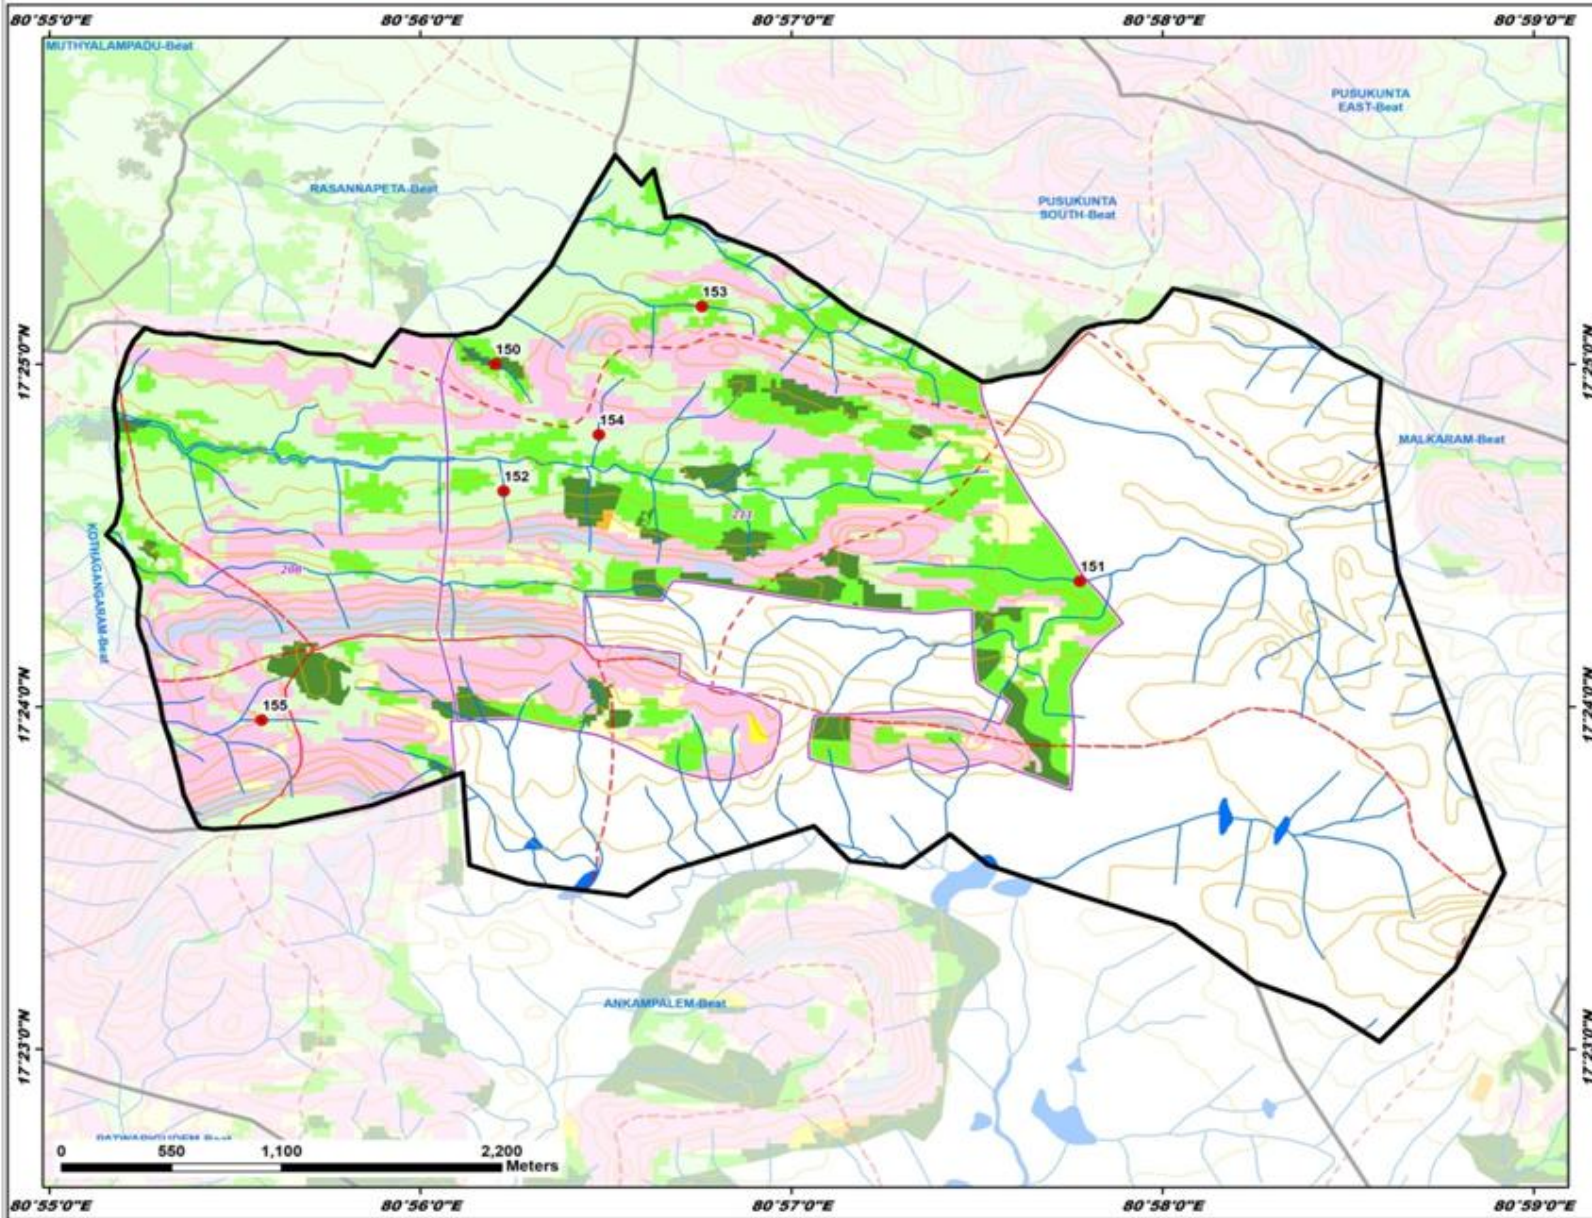 80°55'0"E 80°56'0"E 80°57'0"E 80°58'0"E 80°59'0"E
MUTHYALAMPADU-Beat
PUSUKUNTA
EAST-Beat
RASANNAPETA-Beat
PUSUKUNTA
SOUTH-Beat
153
150
17°25'0"N
17°25'0"N
154
MALKARAM-Beat
152
211
KOTHAGANGARAM-Beat
151
208
155
17°24'0"N
17°24'0"N
ANKAMPALEM-Beat
17°23'0"N
17°23'0"N
0 550 1,100 2,200
Meters
80°55'0"E 80°56'0"E 80°57'0"E 80°58'0"E 80°59'0"E